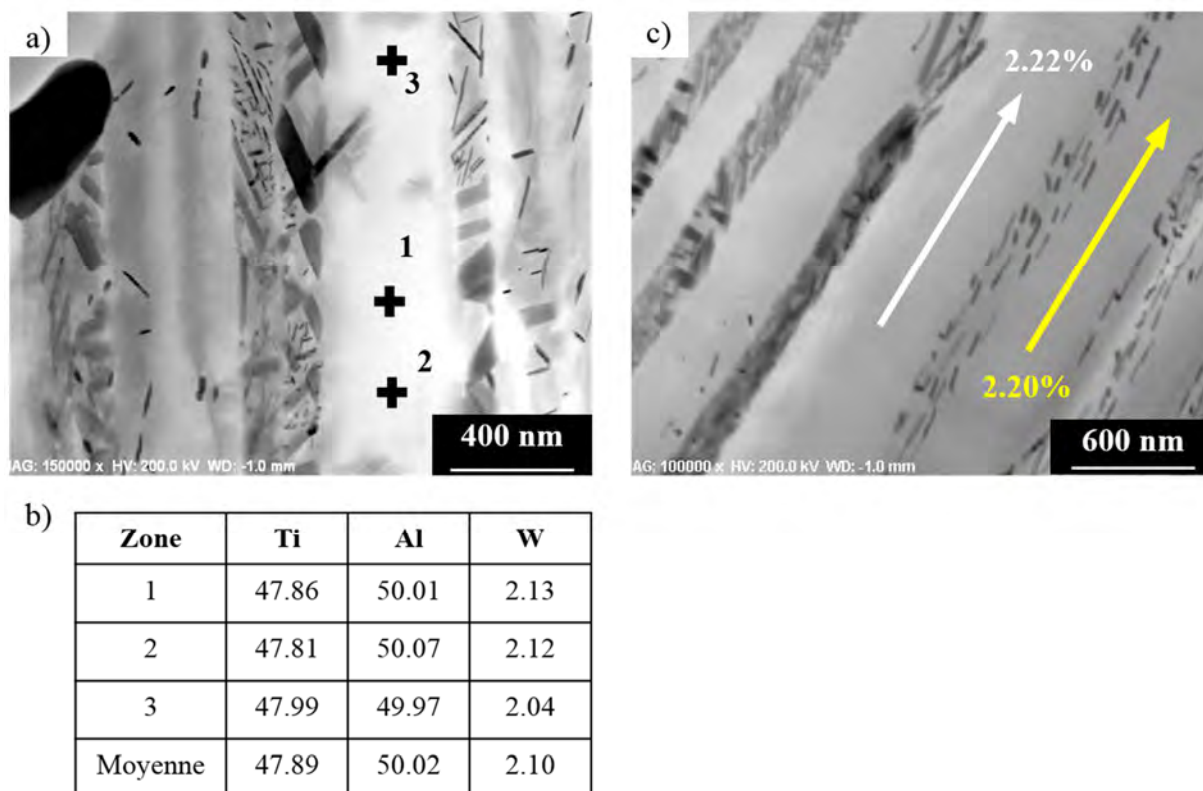 a)
3
1
2
400 nm
MAG: 150000 x HV: 200.0 kV WD: -1.0 mm
c)
2.22%
2.20%
600 nm
AG: 100000 x HV: 200.0 kV WD: -1.0 mm
b)
Zone Ti Al W
1 47.86 50.01 2.13
2 47.81 50.07 2.12
3 47.99 49.97 2.04
Moyenne 47.89 50.02 2.10